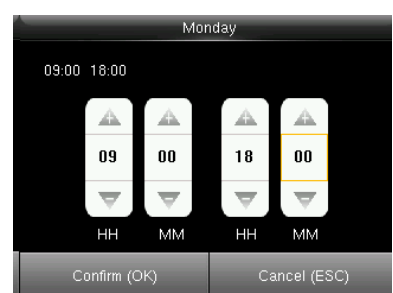 Monday
09:00 18:00
09 00 18 00
HH MM HH MM
Confirm (OK) Cancel (ESC)